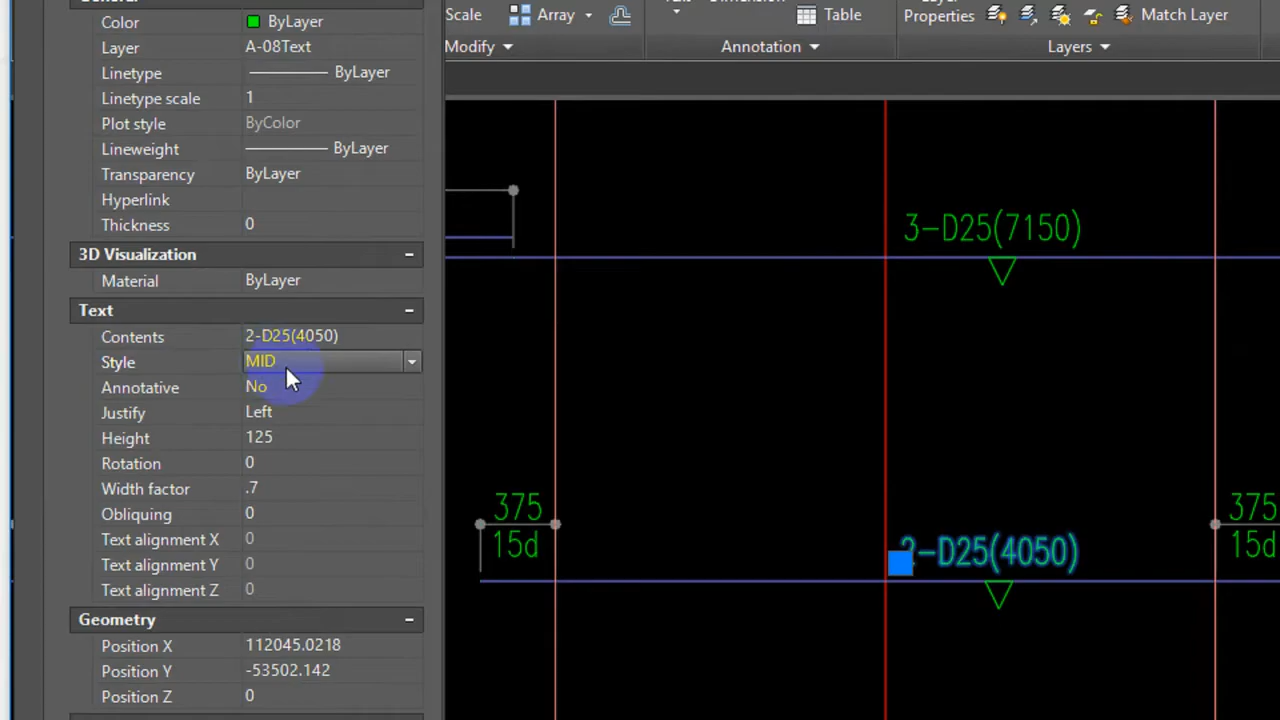 Color ByLayer
Layer A-08Text
Linetype ByLayer
Linetype scale 1
Plot style ByColor
Lineweight ByLayer
Transparency ByLayer
Hyperlink
Thickness 0
3D Visualization
Material ByLayer
Text
Contents 2-D25(4050)
Style MID
Annotative No
Justify Left
Height 125
Rotation 0
Width factor .7
Obliquing 0
Text alignment X 0
Text alignment Y 0
Text alignment Z 0
Geometry
Position X 112045.0218
Position Y -53502.142
Position Z 0
Scale Array Table Properties Match Layer
Modify Annotation Layers
3-D25(7150)
375
15d
2-D25(4050)
375
15d